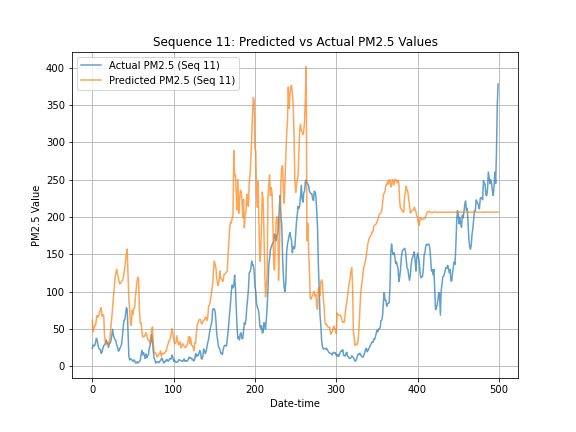 Sequence 11: Predicted vs Actual PM2.5 Values
Actual PM2.5 (Seq 11)
Predicted PM2.5 (Seq 11)
400
350
300
250
200
150
100
50
0
PM2.5 Value
0 100 200 300 400 500
Date-time